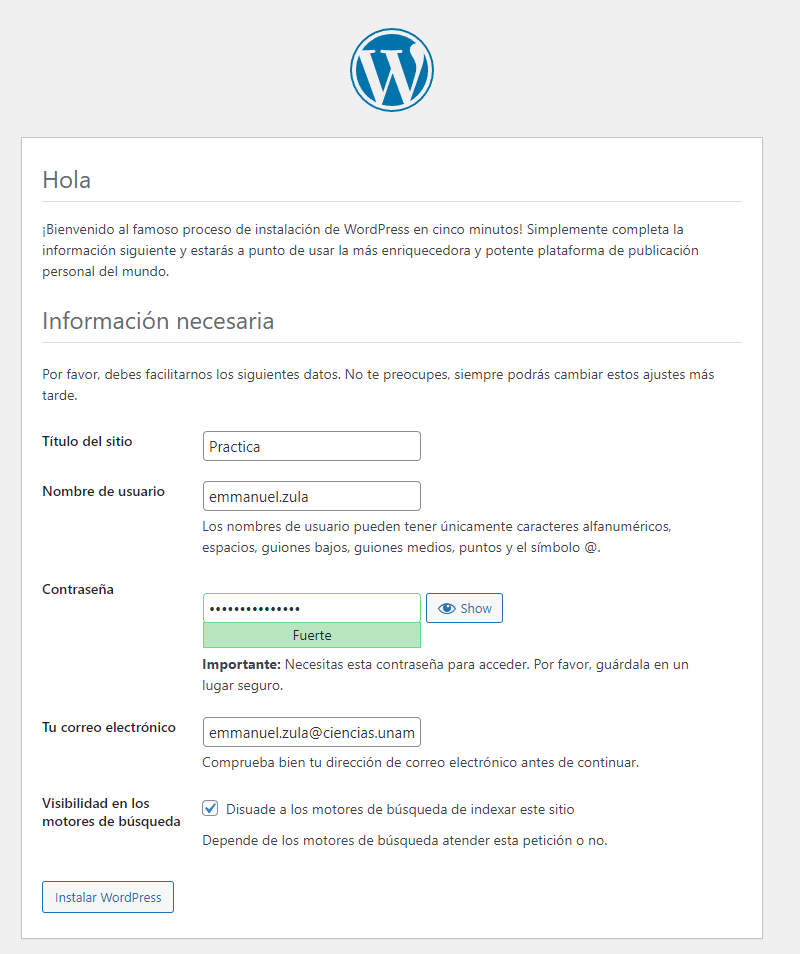 Hola
¡Bienvenido al famoso proceso de instalación de WordPress en cinco minutos! Simplemente completa la
información siguiente y estarás a punto de usar la más enriquecedora y potente plataforma de publicación
personal del mundo.
Información necesaria
Por favor, debes facilitarnos los siguientes datos. No te preocupes, siempre podrás cambiar estos ajustes más
tarde.
Título del sitio
Practica
Nombre de usuario
emmanuel.zula
Los nombres de usuario pueden tener únicamente caracteres alfanuméricos,
espacios, guiones bajos, guiones medios, puntos y el símbolo @.
Contraseña
•••••••••••••••
Show
Fuerte
Importante: Necesitas esta contraseña para acceder. Por favor, guárdala en un
lugar seguro.
Tu correo electrónico
emmanuel.zula@ciencias.unam
Comprueba bien tu dirección de correo electrónico antes de continuar.
Visibilidad en los
motores de búsqueda
Disuade a los motores de búsqueda de indexar este sitio
Depende de los motores de búsqueda atender esta petición o no.
Instalar WordPress